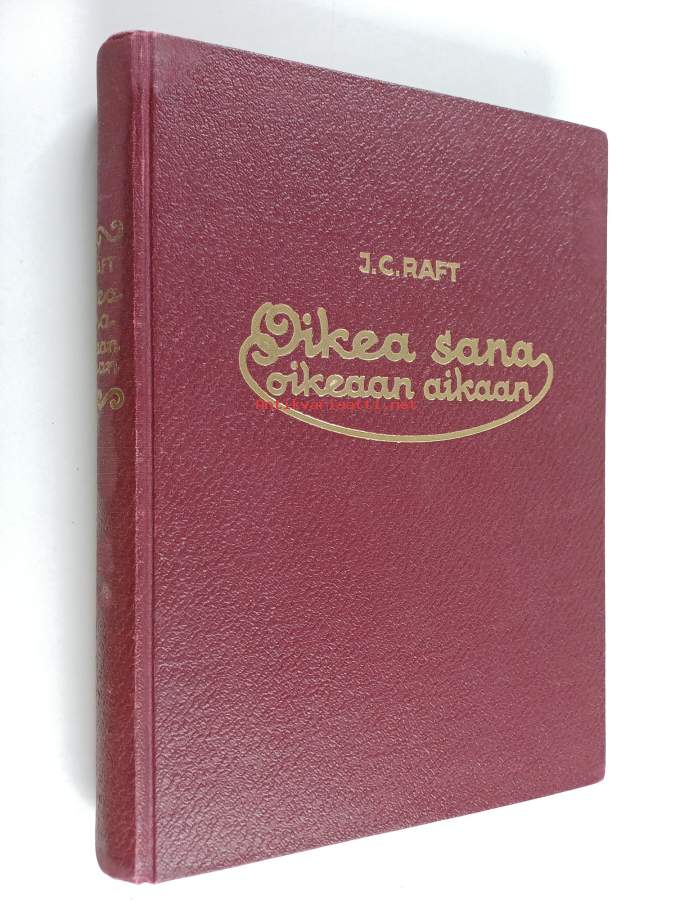 J.C.RAFT
Oikea sana
oikeaan aikaan
Antikvariaatti.net